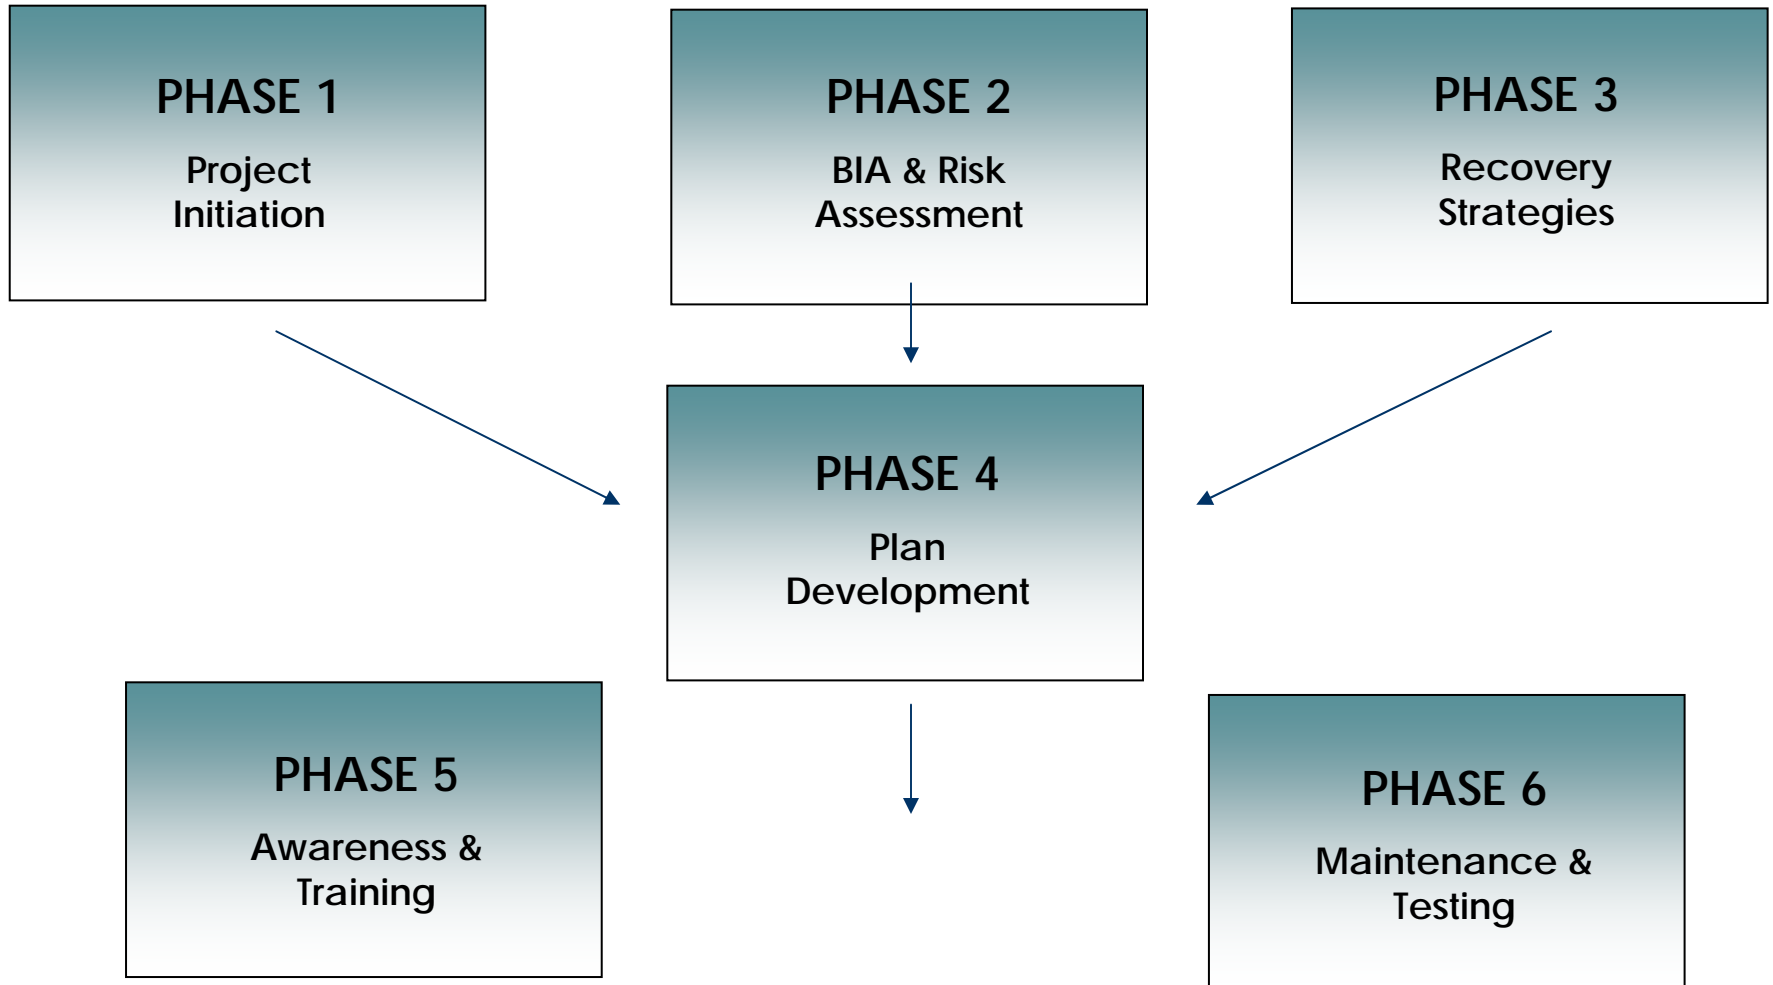 PHASE 1
Project
Initiation
PHASE 2
BIA & Risk
Assessment
PHASE 3
Recovery
Strategies
PHASE 4
Plan
Development
PHASE 5
Awareness &
Training
PHASE 6
Maintenance &
Testing